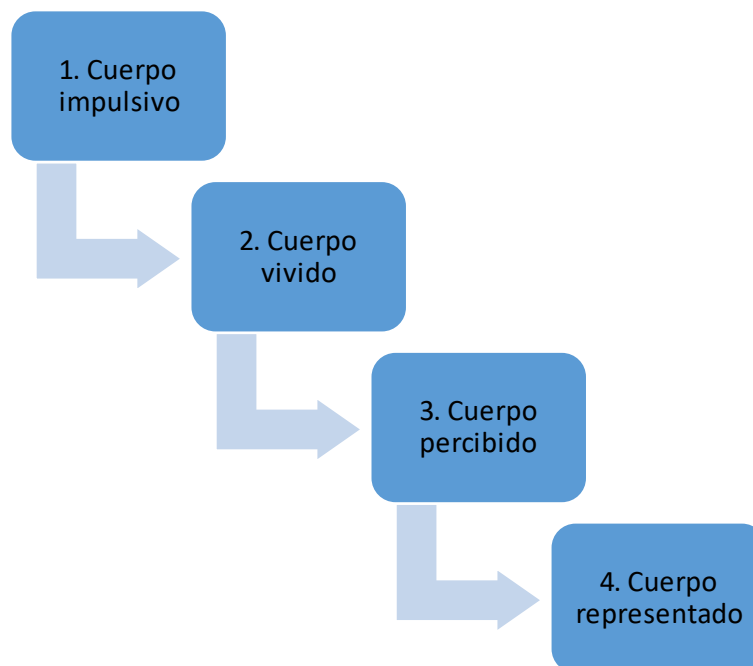 1. Cuerpo
impulsivo
2. Cuerpo
vivido
3. Cuerpo
percibido
4. Cuerpo
representado